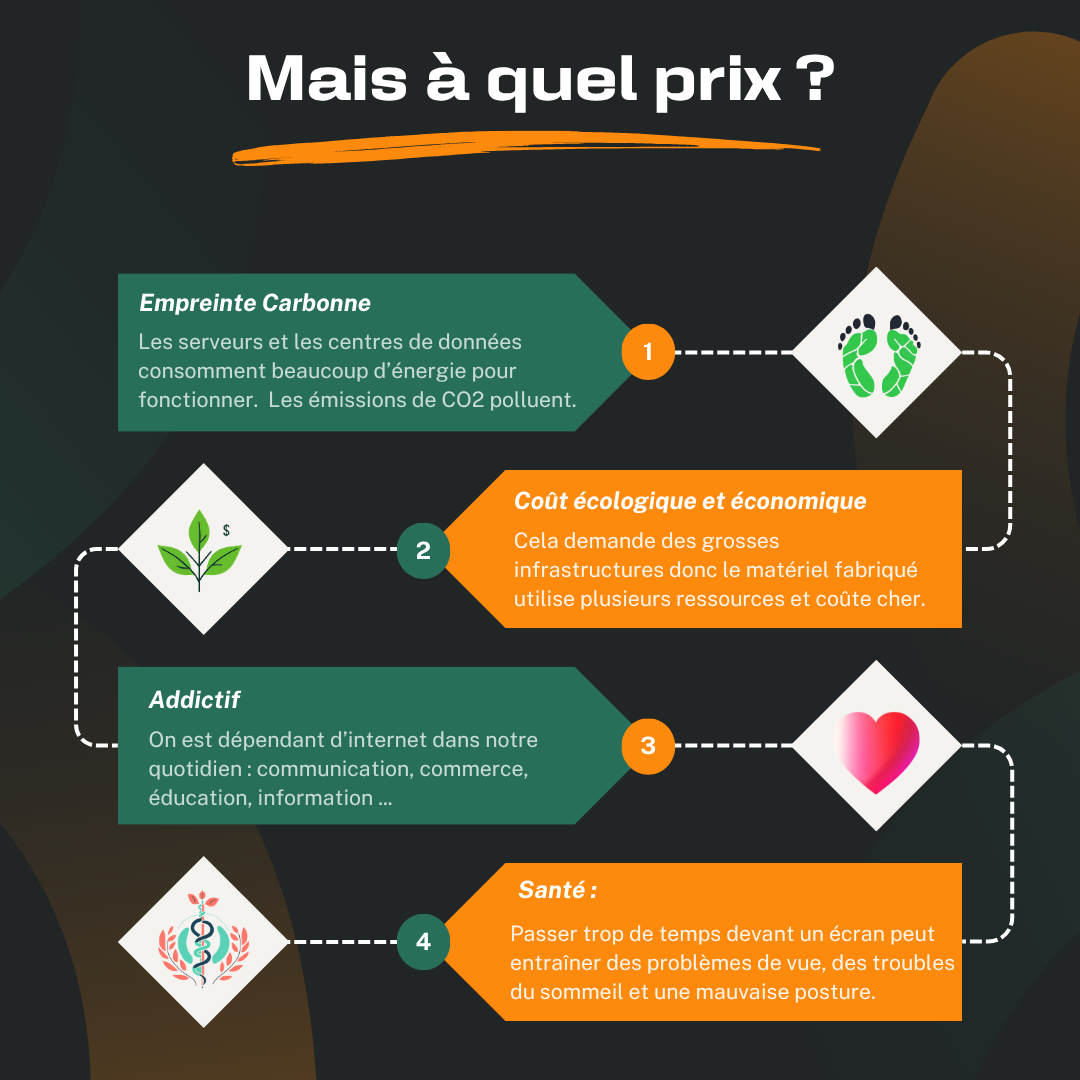 Mais à quel prix ?
Empreinte Carbonne
Les serveurs et les centres de données
consomment beaucoup d’énergie pour
fonctionner.  Les émissions de CO2 polluent.
1
$
2
Coût écologique et économique
Cela demande des grosses
infrastructures donc le matériel fabriqué
utilise plusieurs ressources et coûte cher.
Addictif
On est dépendant d’internet dans notre
quotidien : communication, commerce,
éducation, information ...
3
4
Santé :
Passer trop de temps devant un écran peut
entraîner des problèmes de vue, des troubles
du sommeil et une mauvaise posture.